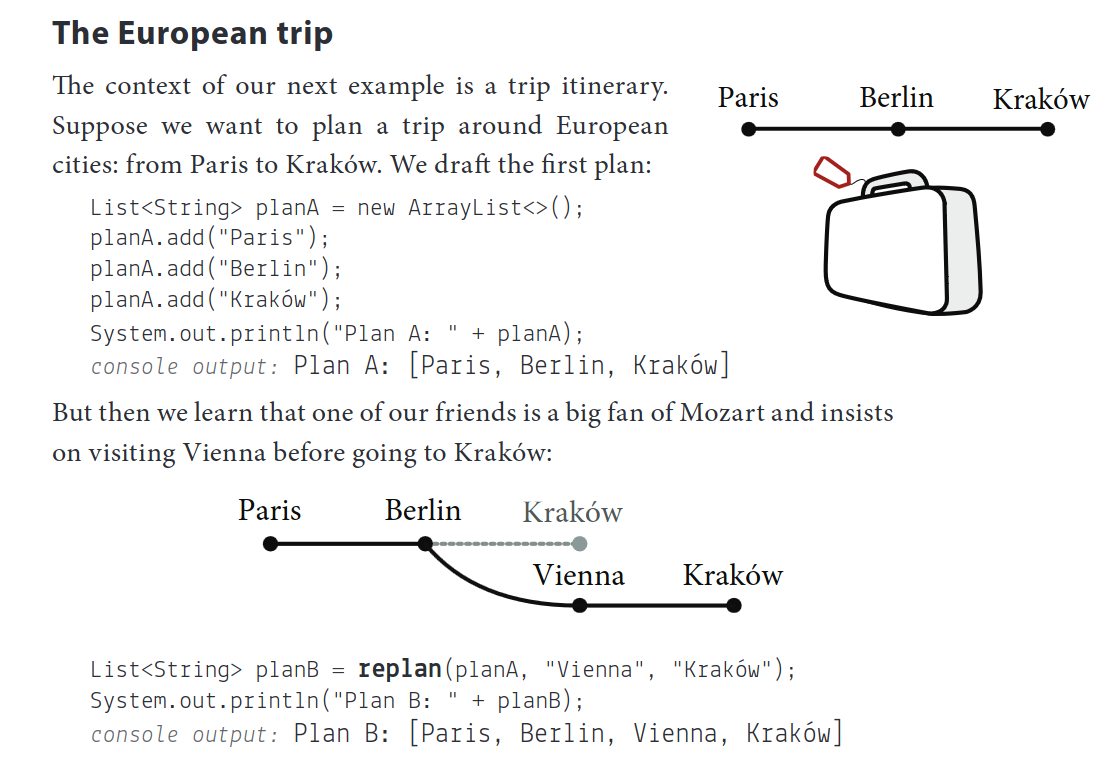 The European trip
The context of our next example is a trip itinerary.
Suppose we want to plan a trip around European
cities: from Paris to Kraków. We draft the first plan:
Paris Berlin Kraków
List<String> planA = new ArrayList<>();
planA.add("Paris");
planA.add("Berlin");
planA.add("Kraków");
System.out.println("Plan A: " + planA);
console output: Plan A: [Paris, Berlin, Kraków]
But then we learn that one of our friends is a big fan of Mozart and insists
on visiting Vienna before going to Kraków:
Paris Berlin Kraków
Vienna Kraków
List<String> planB = replan(planA, "Vienna", "Kraków");
System.out.println("Plan B: " + planB);
console output: Plan B: [Paris, Berlin, Vienna, Kraków]